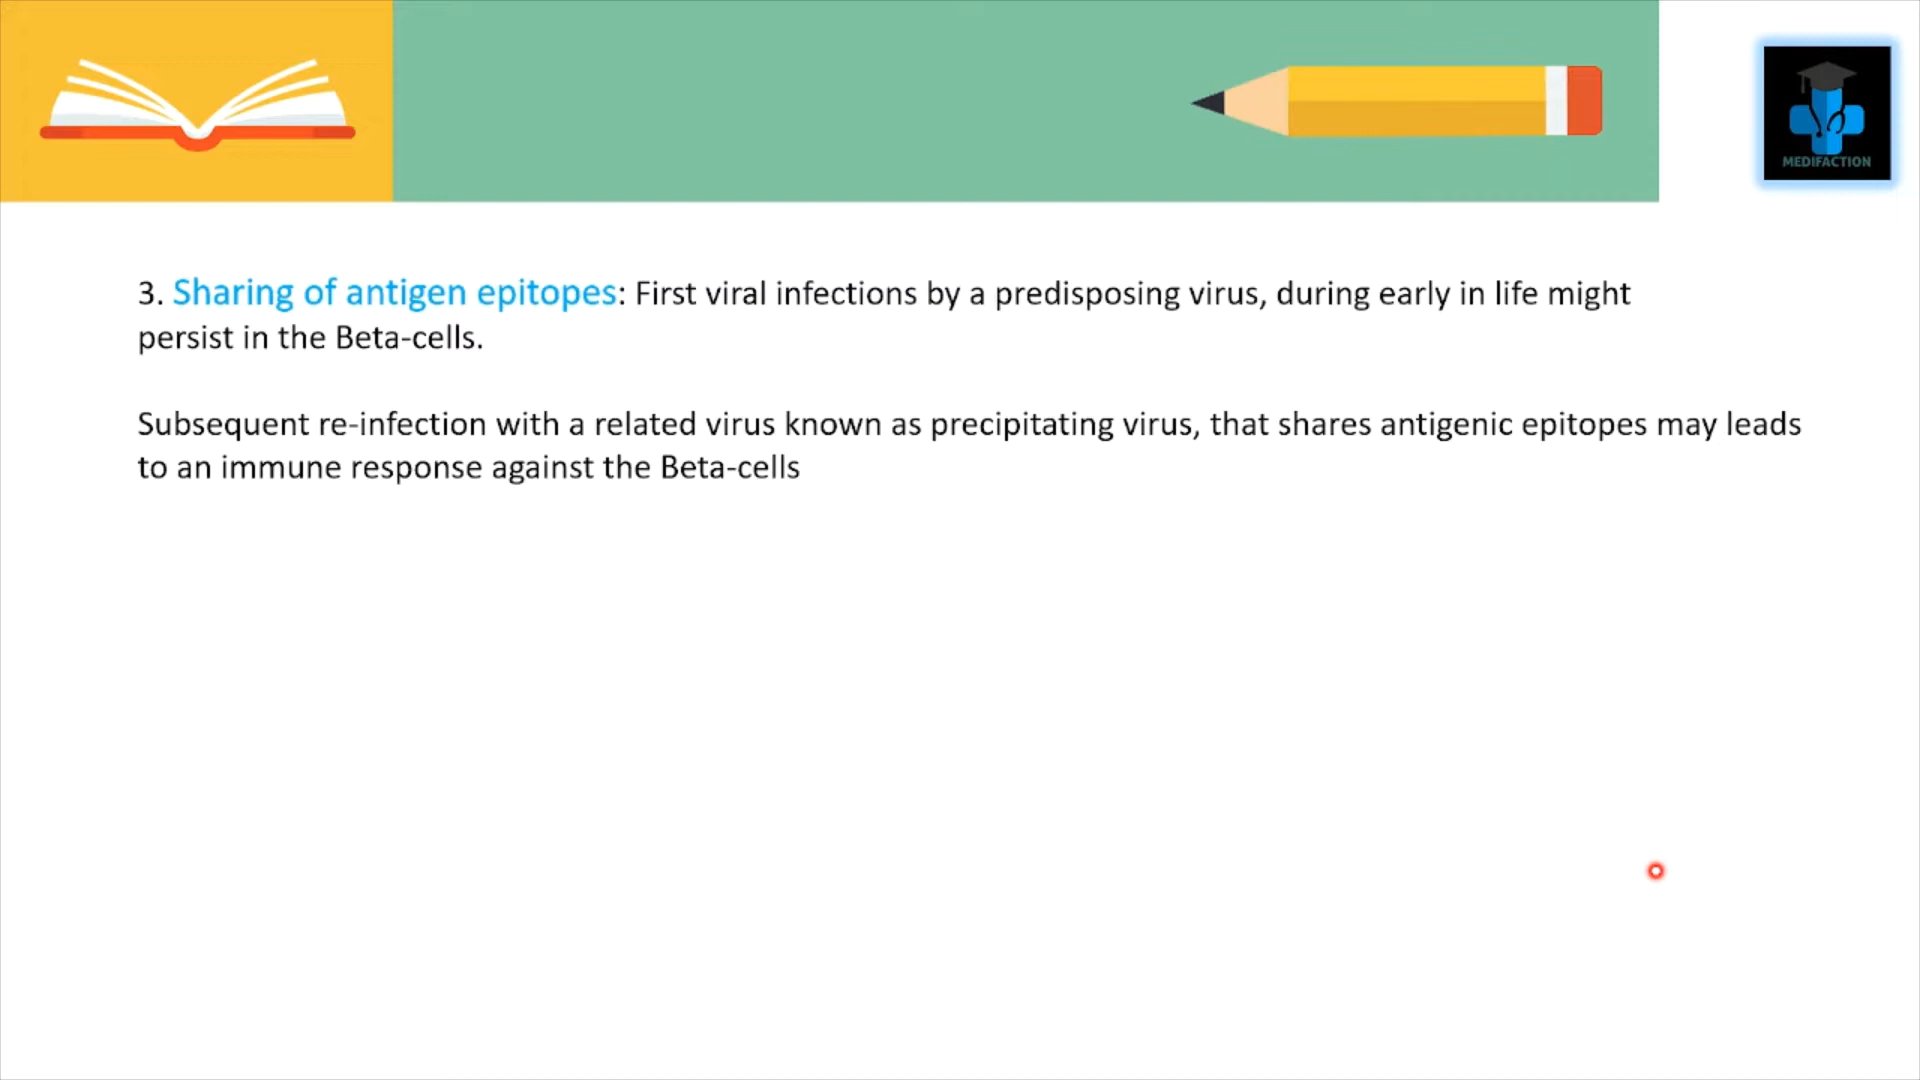 MEDIFACTION
3. Sharing of antigen epitopes: First viral infections by a predisposing virus, during early in life might
persist in the Beta-cells.
Subsequent re-infection with a related virus known as precipitating virus, that shares antigenic epitopes may leads
to an immune response against the Beta-cells